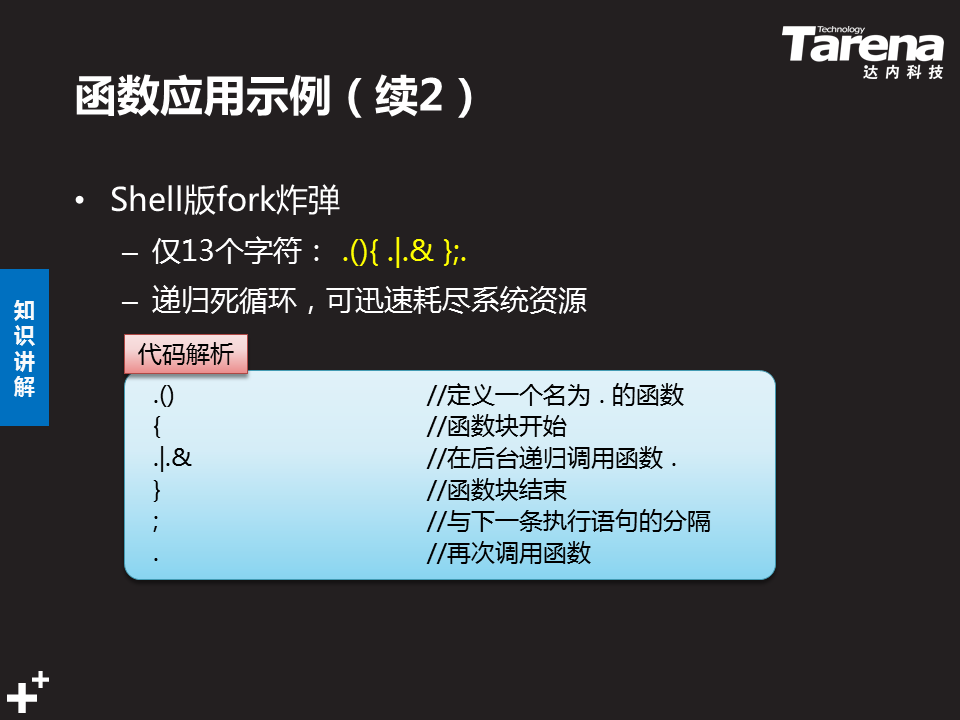 Technology
Tarena
达内科技
函数应用示例（续2）
• Shell版fork炸弹
– 仅13个字符： .(){ .|.& };.
– 递归死循环，可迅速耗尽系统资源
知识讲解
代码解析
.() //定义一个名为 . 的函数
{ //函数块开始
.|.& //在后台递归调用函数 .
} //函数块结束
; //与下一条执行语句的分隔
. //再次调用函数